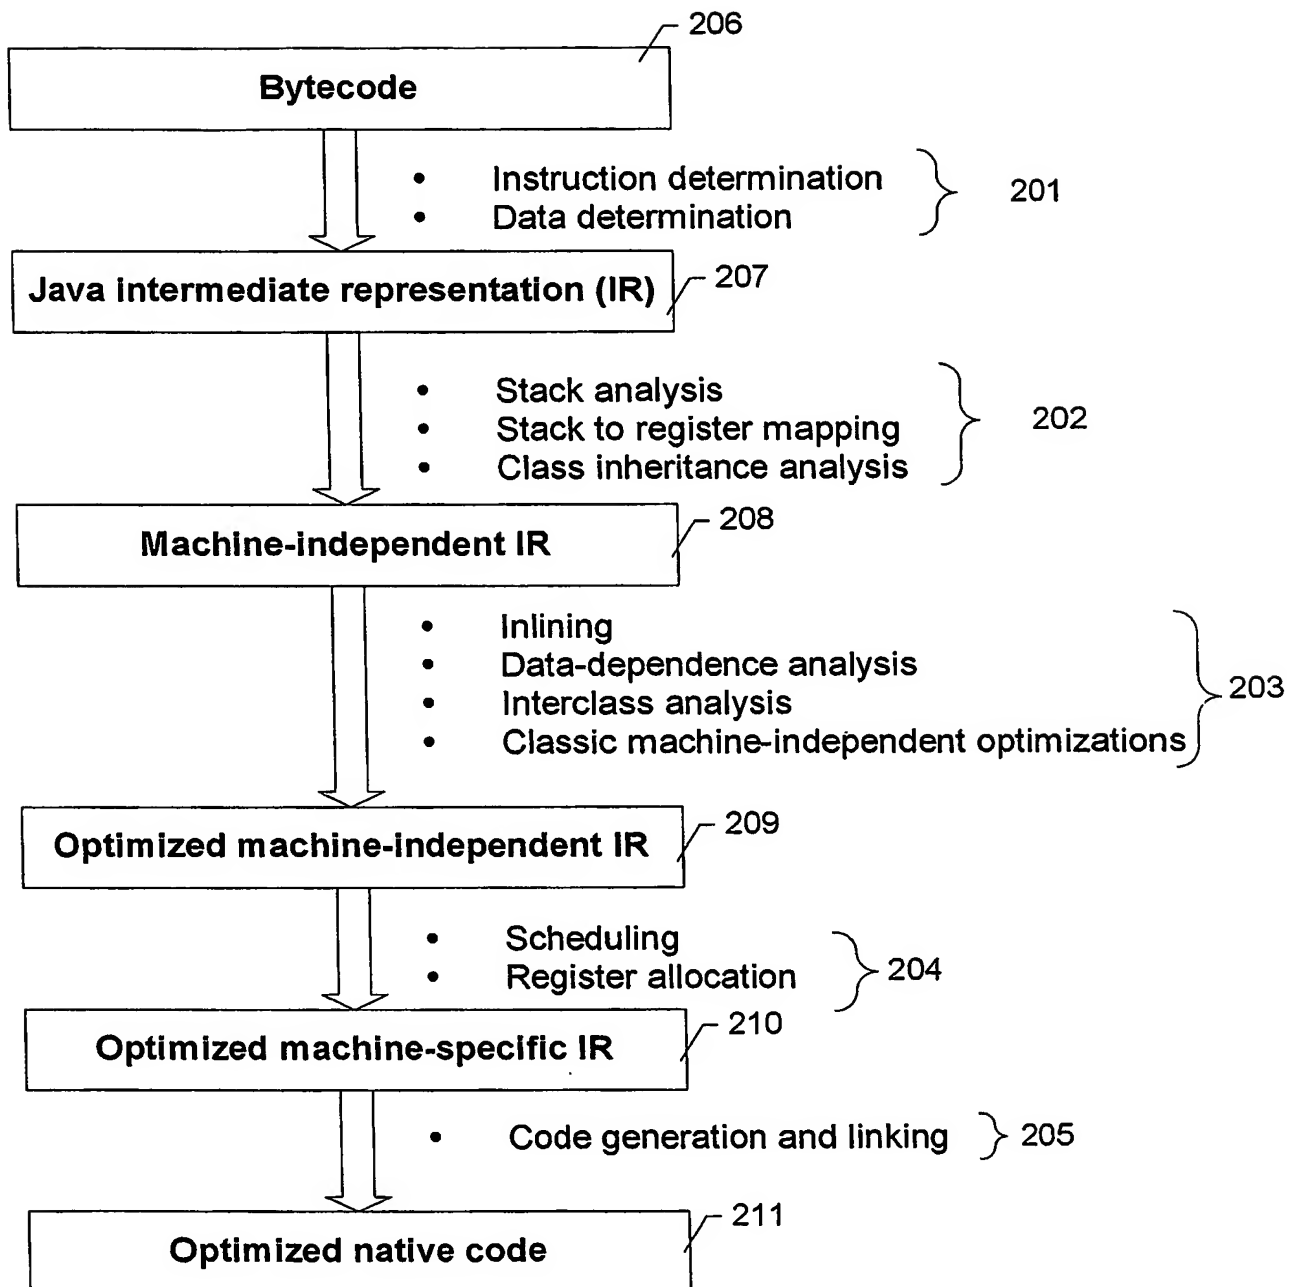 206
Bytecode
• Instruction determination
• Data determination
201
Java intermediate representation (IR)
207
• Stack analysis
• Stack to register mapping
• Class inheritance analysis
202
Machine-independent IR
208
• Inlining
• Data-dependence analysis
• Interclass analysis
• Classic machine-independent optimizations
203
Optimized machine-independent IR
209
• Scheduling
• Register allocation
204
Optimized machine-specific IR
210
• Code generation and linking
205
Optimized native code
211